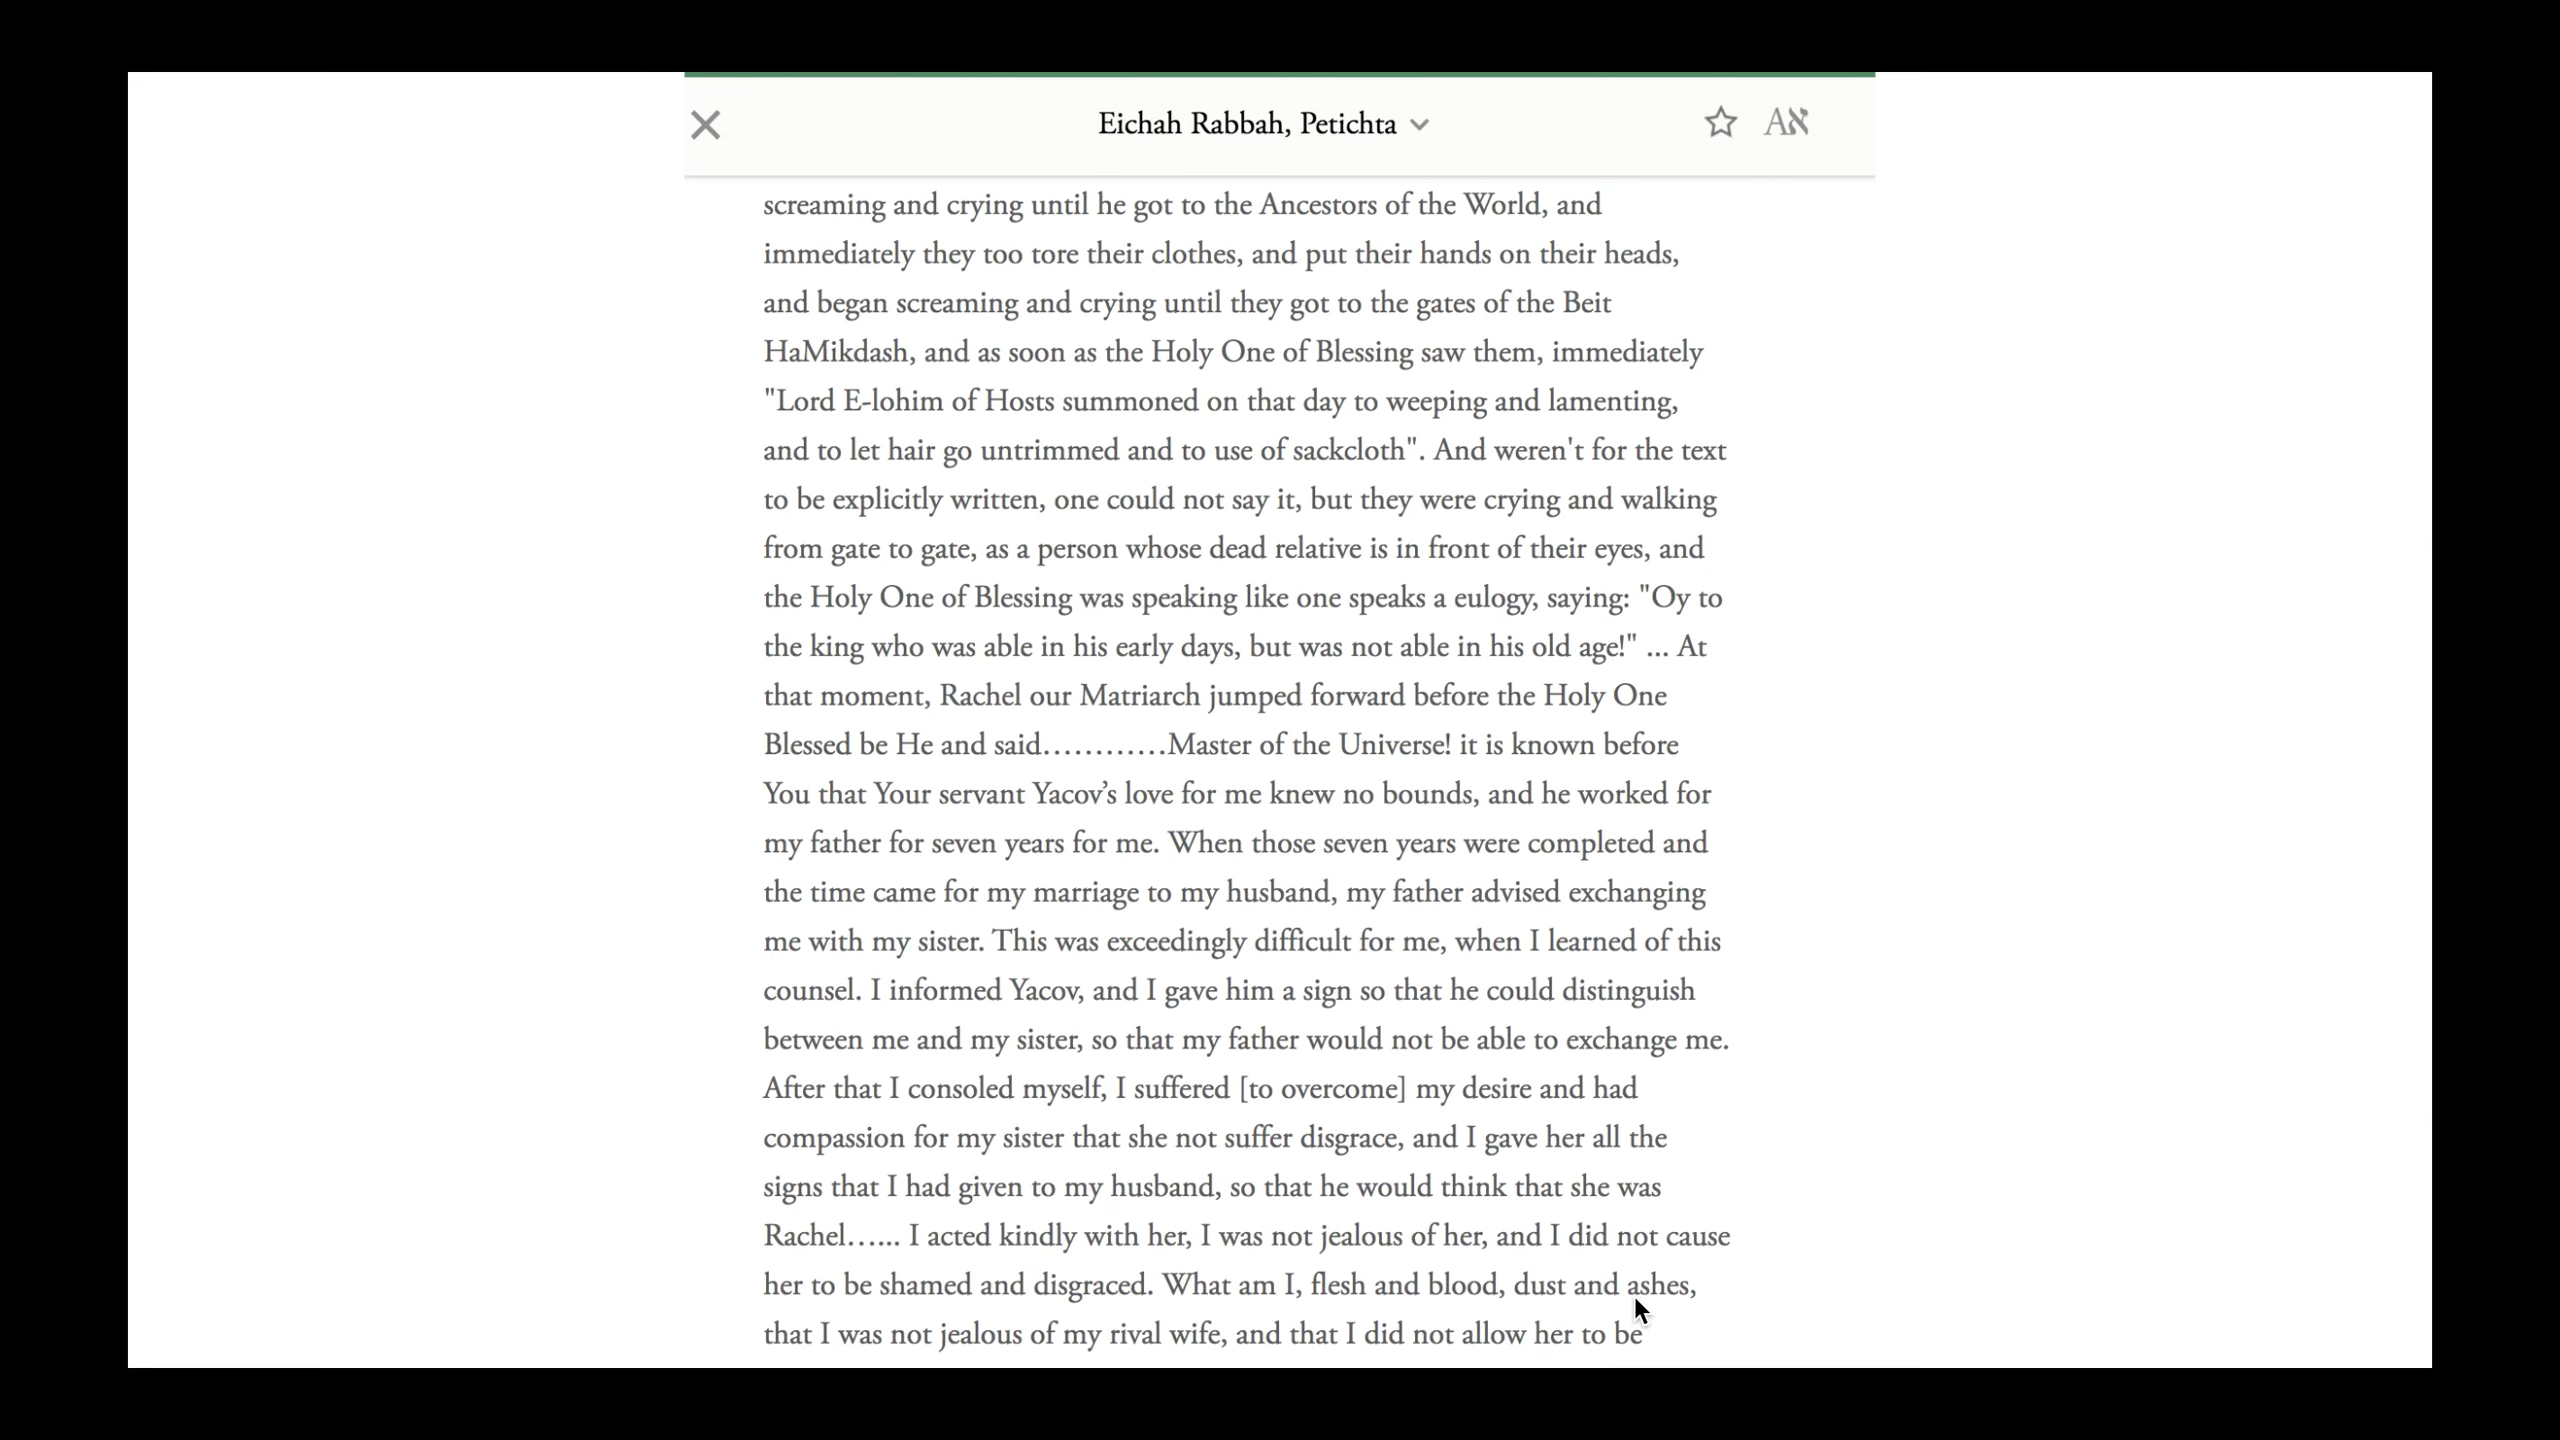 Eichah Rabbah, Petichta
Aא
screaming and crying until he got to the Ancestors of the World, and
immediately they too tore their clothes, and put their hands on their heads,
and began screaming and crying until they got to the gates of the Beit
HaMikdash, and as soon as the Holy One of Blessing saw them, immediately
"Lord E-lohim of Hosts summoned on that day to weeping and lamenting,
and to let hair go untrimmed and to use of sackcloth". And weren't for the text
to be explicitly written, one could not say it, but they were crying and walking
from gate to gate, as a person whose dead relative is in front of their eyes, and
the Holy One of Blessing was speaking like one speaks a eulogy, saying: "Oy to
the king who was able in his early days, but was not able in his old age!" ... At
that moment, Rachel our Matriarch jumped forward before the Holy One
Blessed be He and said............Master of the Universe! it is known before
You that Your servant Yacov’s love for me knew no bounds, and he worked for
my father for seven years for me. When those seven years were completed and
the time came for my marriage to my husband, my father advised exchanging
me with my sister. This was exceedingly difficult for me, when I learned of this
counsel. I informed Yacov, and I gave him a sign so that he could distinguish
between me and my sister, so that my father would not be able to exchange me.
After that I consoled myself, I suffered [to overcome] my desire and had
compassion for my sister that she not suffer disgrace, and I gave her all the
signs that I had given to my husband, so that he would think that she was
Rachel…... I acted kindly with her, I was not jealous of her, and I did not cause
her to be shamed and disgraced. What am I, flesh and blood, dust and ashes,
that I was not jealous of my rival wife, and that I did not allow her to be